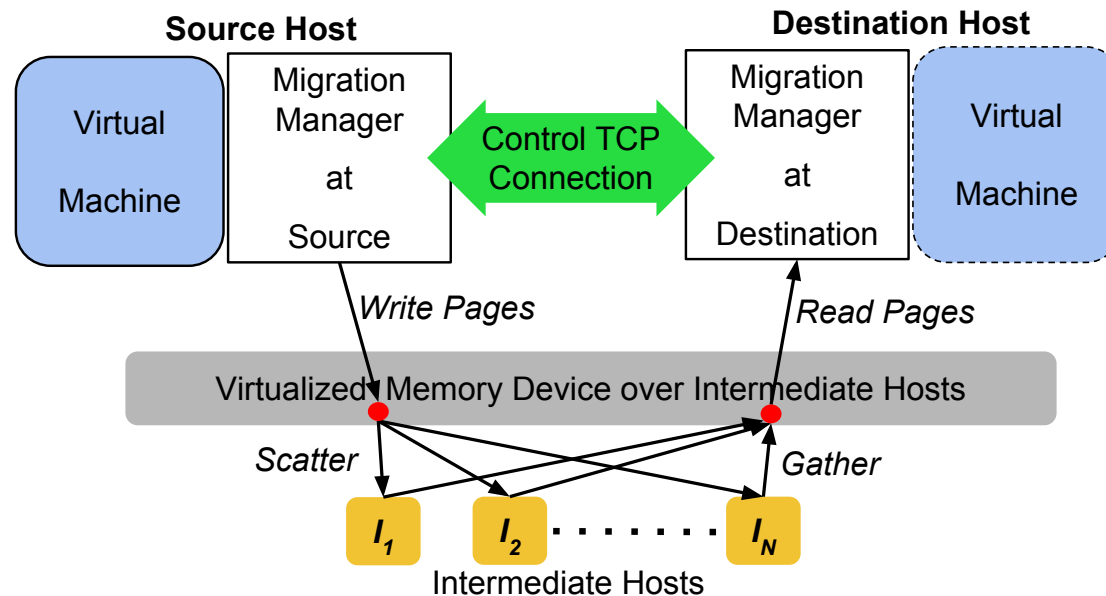 Source Host
Destination Host
Virtual
Machine
Migration
Manager
at
Source
Control TCP
Connection
Migration
Manager
at
Destination
Virtual
Machine
Write Pages
Read Pages
Virtualized Memory Device over Intermediate Hosts
Scatter
Gather
I1
I2
IN
Intermediate Hosts